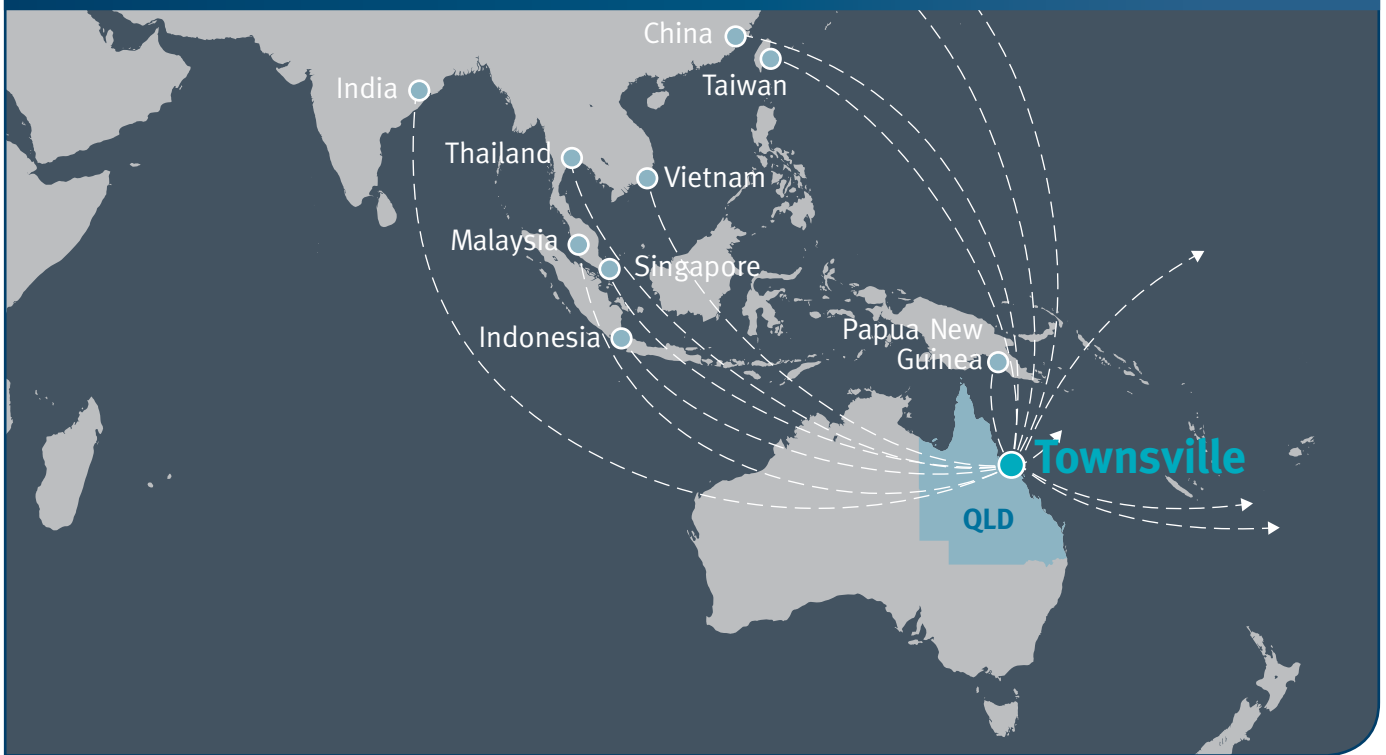 China
Taiwan
India
Thailand
Vietnam
Malaysia
Singapore
Indonesia
Papua New
Guinea
Townsville
QLD